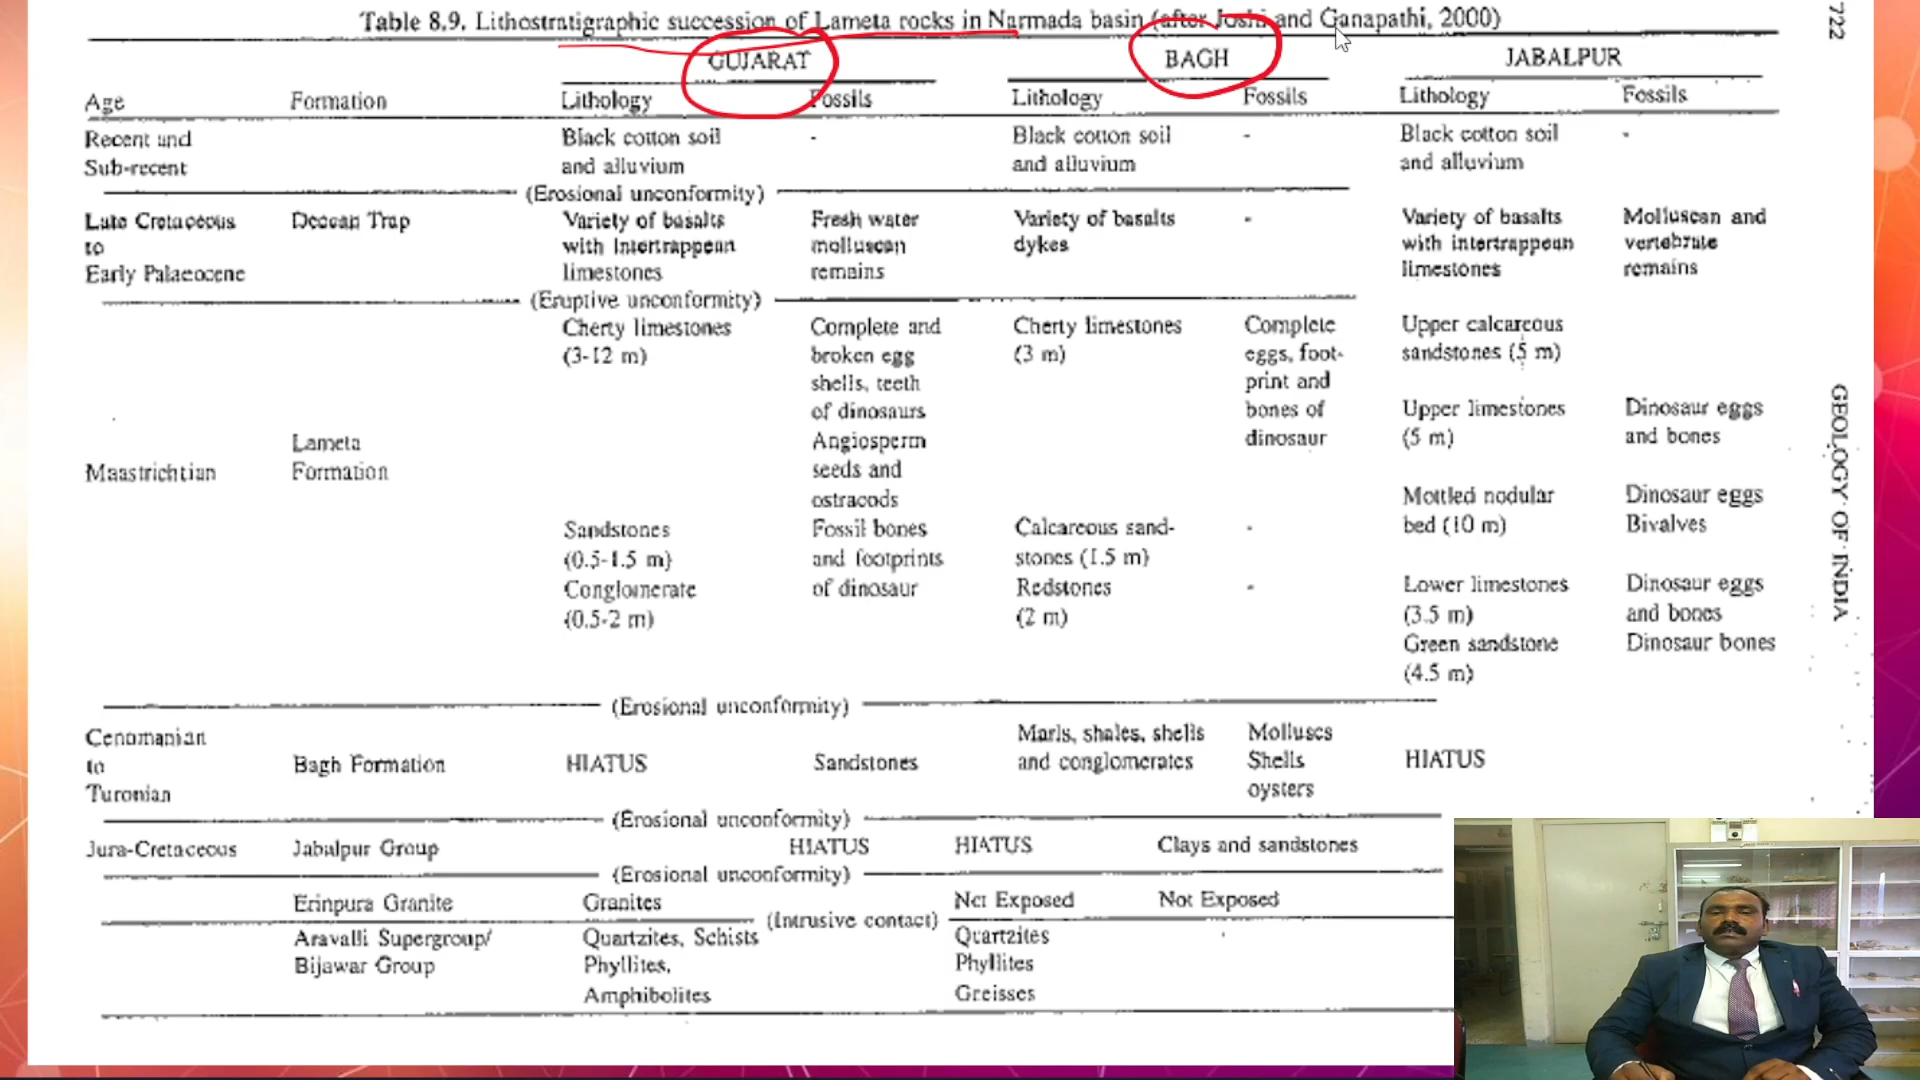 Table 8.9. Lithostratigraphic succession of Lameta rocks in Narmada basin (after Joshi and Ganapathi, 2000)
722
GUJARAT BAGH JABALPUR
Age Formation Lithology Fossils Lithology Fossils Lithology Fossils
Recent and Black cotton soil - Black cotton soil - Black cotton soil -
Sub-recent and alluvium and alluvium and alluvium
(Erosional unconformity)
Late Cretaceous Deccan Trap Variety of basalts Fresh water Variety of basalts - Variety of basalts Molluscan and
to with Intertrappean molluscan dykes with intertrappean vertebrate
Early Palaeocene limestones remains limestones remains
(Eruptive unconformity)
Cherty limestones Complete and Cherty limestones Complete Upper calcareous
(3-12 m) broken egg (3 m) eggs, foot- sandstones (5 m)
shells, teeth print and
of dinosaurs bones of Upper limestones Dinosaur eggs
Lameta Angiosperm dinosaur (5 m) and bones
Maastrichtian Formation seeds and
ostracods Mottled nodular Dinosaur eggs
Sandstones Fossil bones Calcareous sand- - bed (10 m) Bivalves
(0.5-1.5 m) and footprints stones (1.5 m)
Conglomerate of dinosaur Redstones - Lower limestones Dinosaur eggs
(0.5-2 m) (2 m) (3.5 m) and bones
Green sandstone Dinosaur bones
(4.5 m)
GEOLOGY OF INDIA
(Erosional unconformity)
Cenomanian Marls, shales, shells Molluscs
to Bagh Formation HIATUS Sandstones and conglomerates Shells HIATUS
Turonian oysters
(Erosional unconformity)
Jura-Cretaceous Jabalpur Group HIATUS HIATUS Clays and sandstones
(Erosional unconformity)
Erinpura Granite Granites Not Exposed Not Exposed
(Intrusive contact)
Aravalli Supergroup/ Quartzites, Schists Quartzites
Bijawar Group Phyllites, Phyllites
Amphibolites Greisses